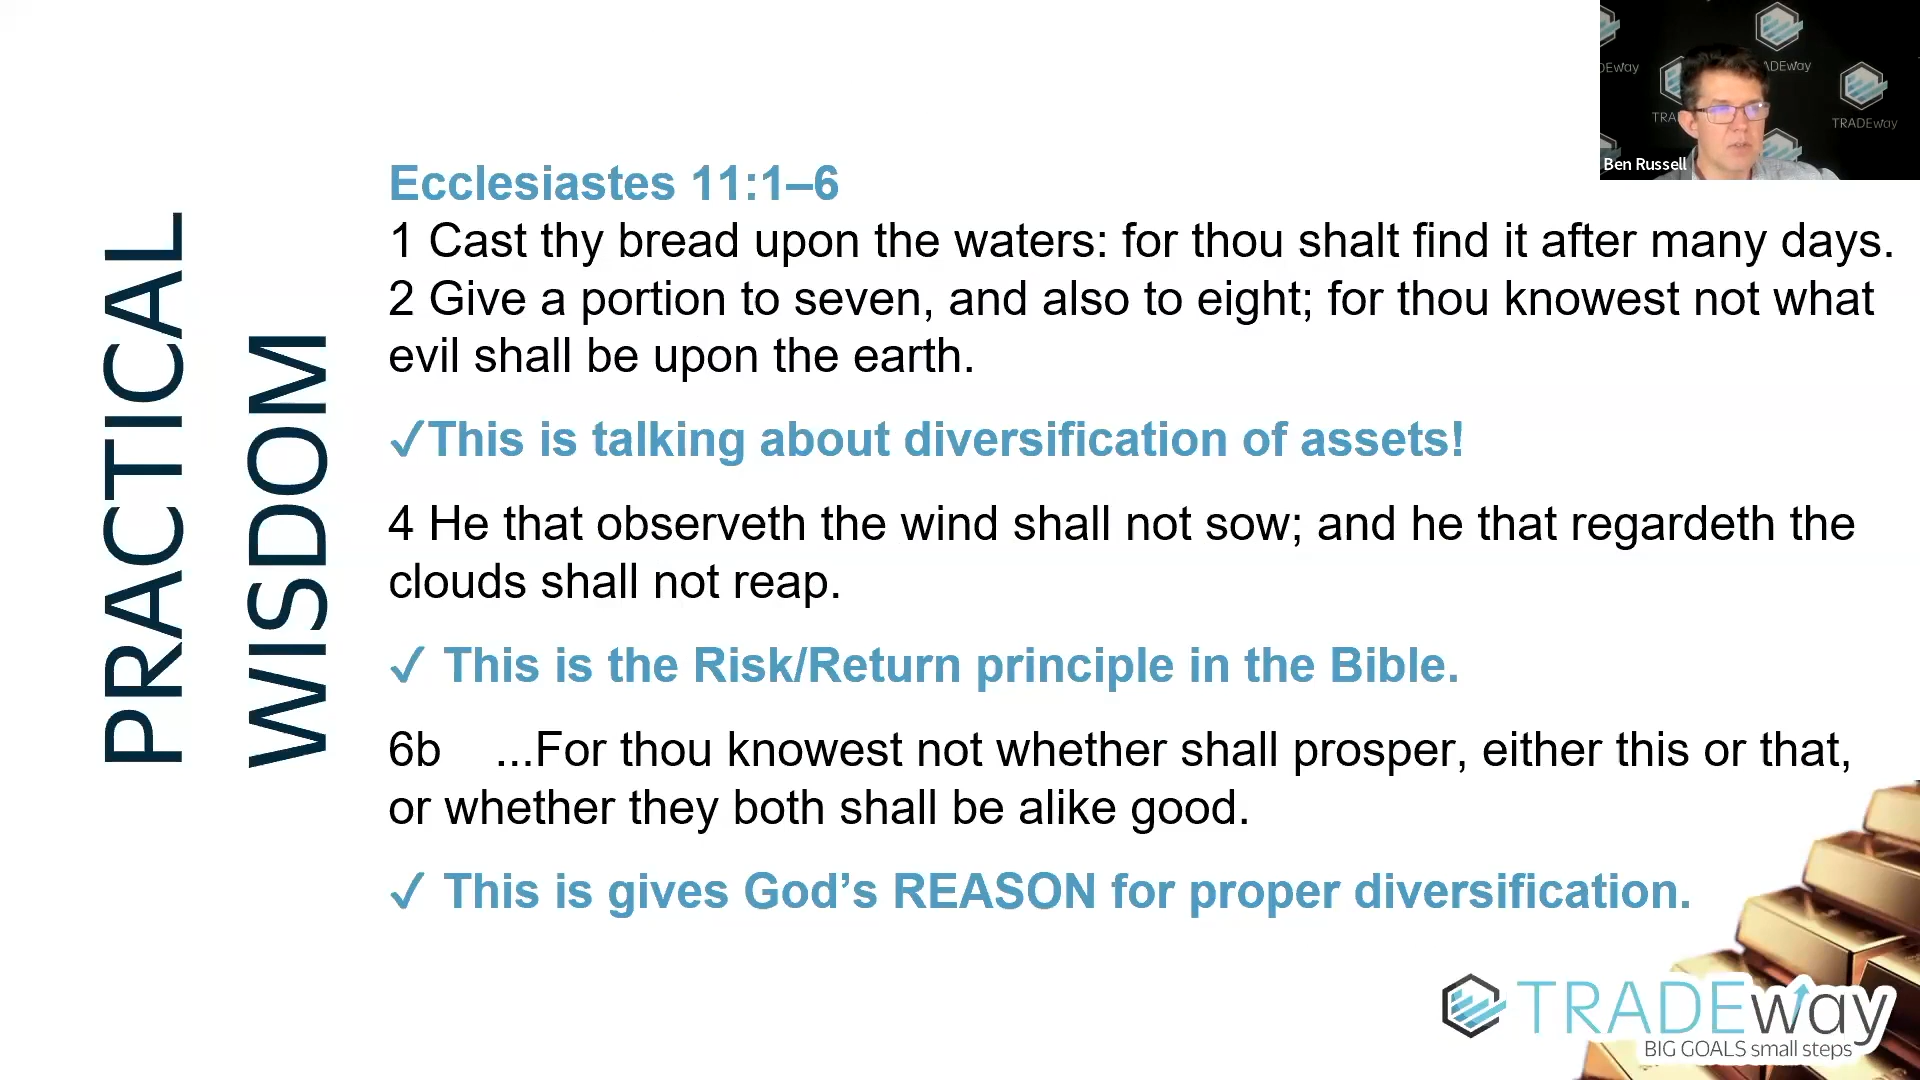 PRACTICAL
WISDOM
Ecclesiastes 11:1–6
1 Cast thy bread upon the waters: for thou shalt find it after many days.
2 Give a portion to seven, and also to eight; for thou knowest not what
evil shall be upon the earth.
✓This is talking about diversification of assets!
4 He that observeth the wind shall not sow; and he that regardeth the
clouds shall not reap.
✓ This is the Risk/Return principle in the Bible.
6b ...For thou knowest not whether shall prosper, either this or that,
or whether they both shall be alike good.
✓ This is gives God’s REASON for proper diversification.
DEway
ADEway
TRA
TRADEway
Ben Russell
TRADEway
BIG GOALS small steps